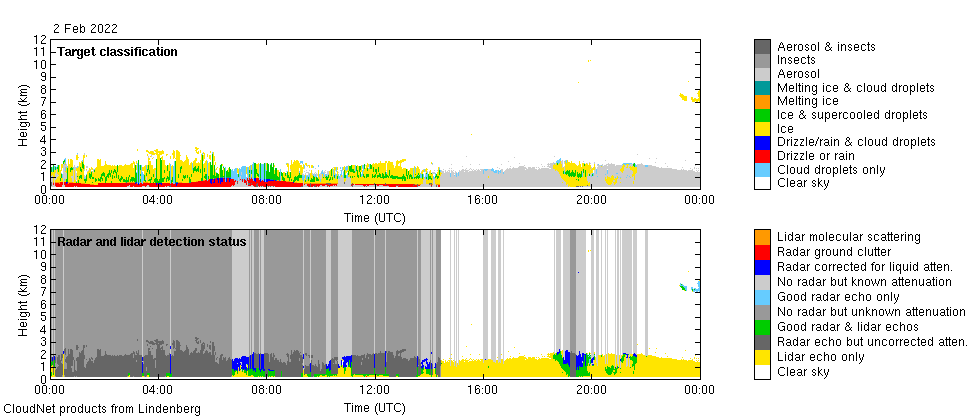 2 Feb 2022
12
11
10
9
8
7
6
5
4
3
2
1
0
Height (km)
Target classification
00:00 04:00 08:00 12:00 16:00 20:00 00:00
Time (UTC)
Aerosol & insects
Insects
Aerosol
Melting ice & cloud droplets
Melting ice
Ice & supercooled droplets
Ice
Drizzle/rain & cloud droplets
Drizzle or rain
Cloud droplets only
Clear sky
12
11
10
9
8
7
6
5
4
3
2
1
0
Height (km)
Radar and lidar detection status
00:00 04:00 08:00 12:00 16:00 20:00 00:00
Time (UTC)
Lidar molecular scattering
Radar ground clutter
Radar corrected for liquid atten.
No radar but known attenuation
Good radar echo only
No radar but unknown attenuation
Good radar & lidar echos
Radar echo but uncorrected atten.
Lidar echo only
Clear sky
CloudNet products from Lindenberg